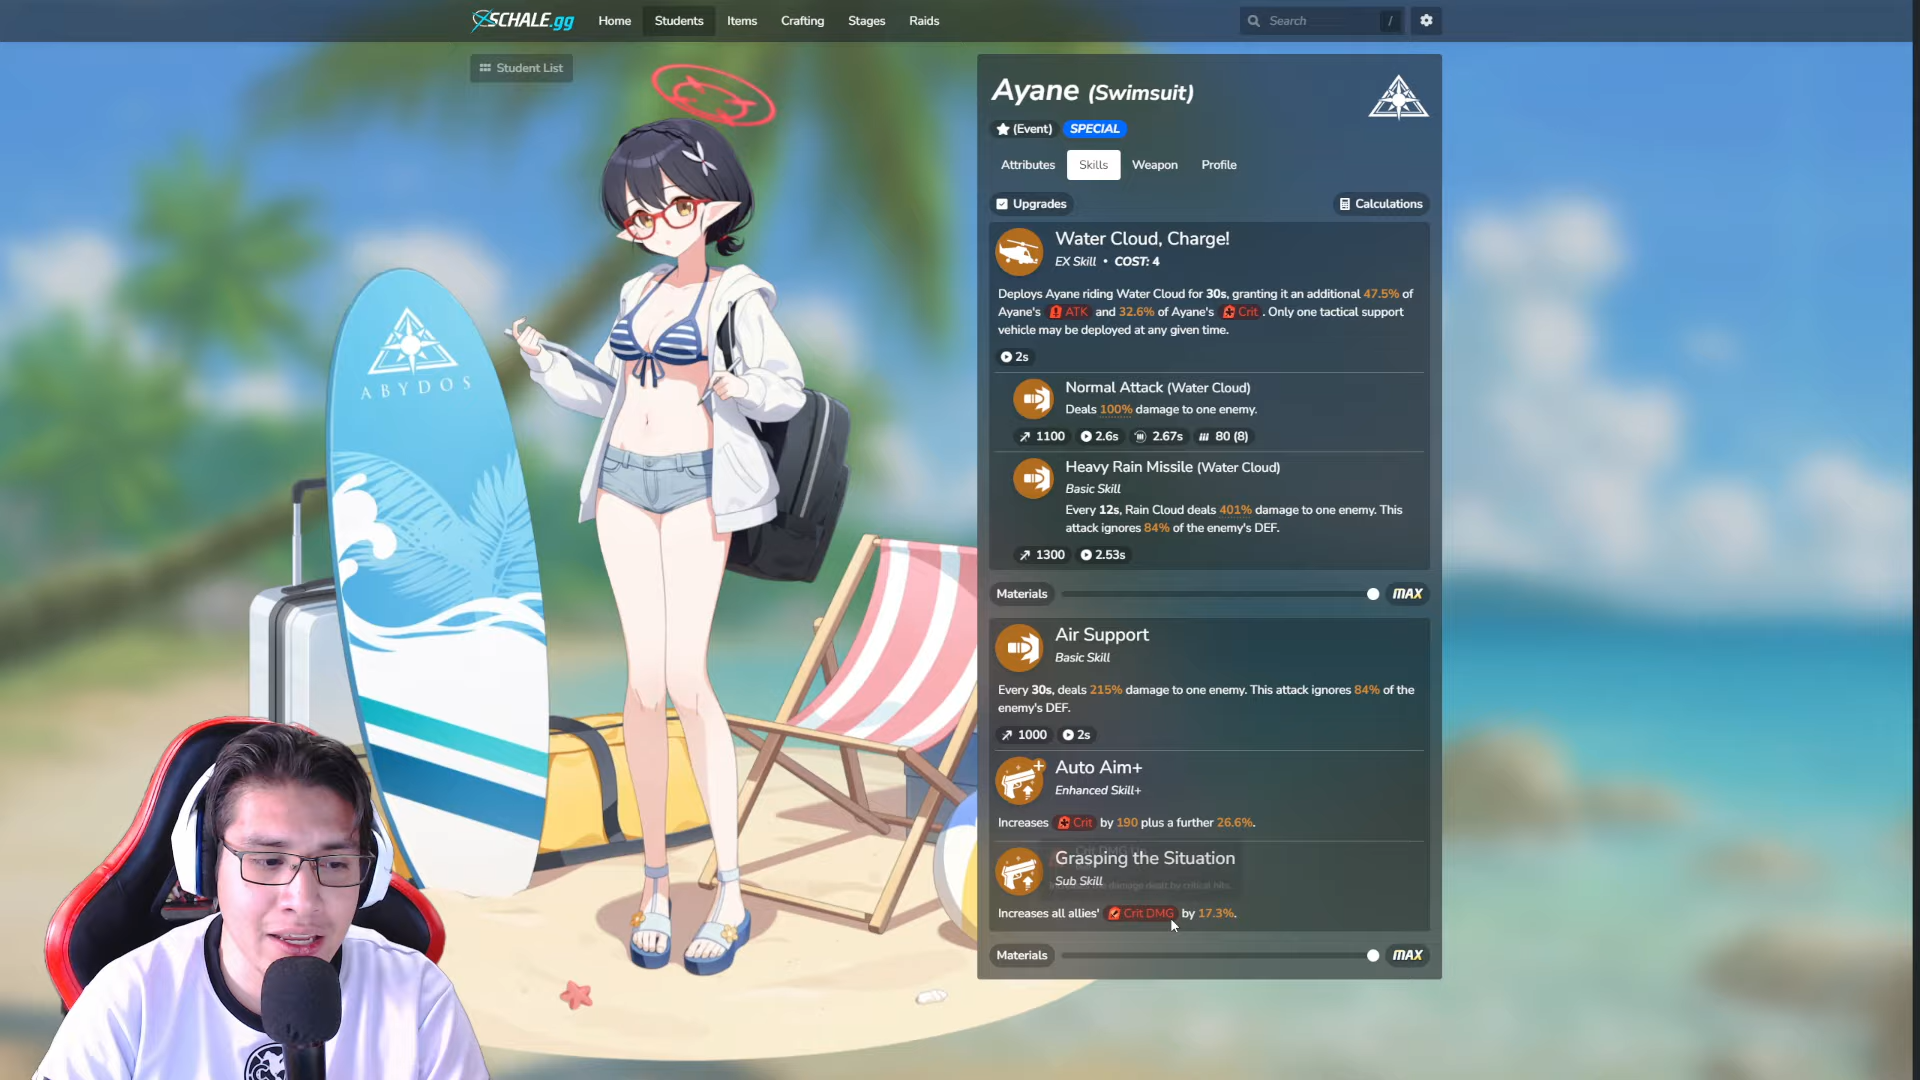 SCHALE.gg
Home
Students
Items
Crafting
Stages
Raids
Search
/
Student List
Ayane (Swimsuit)
(Event)
SPECIAL
Attributes
Skills
Weapon
Profile
Upgrades
Calculations
Water Cloud, Charge!
EX Skill • COST: 4
Deploys Ayane riding Water Cloud for 30s, granting it an additional 47.5% of
Ayane's ATK and 32.6% of Ayane's Crit . Only one tactical support
vehicle may be deployed at any given time.
2s
Normal Attack (Water Cloud)
Deals 100% damage to one enemy.
1100 2.6s 2.67s 80 (8)
Heavy Rain Missile (Water Cloud)
Basic Skill
Every 12s, Rain Cloud deals 401% damage to one enemy. This
attack ignores 84% of the enemy's DEF.
1300 2.53s
Materials
MAX
Air Support
Basic Skill
Every 30s, deals 215% damage to one enemy. This attack ignores 84% of the
enemy's DEF.
1000 2s
Auto Aim+
Enhanced Skill+
Increases Crit by 190 plus a further 26.6%.
Grasping the Situation
Sub Skill
Increases all allies' Crit DMG by 17.3%.
Materials
MAX
ABYDOS